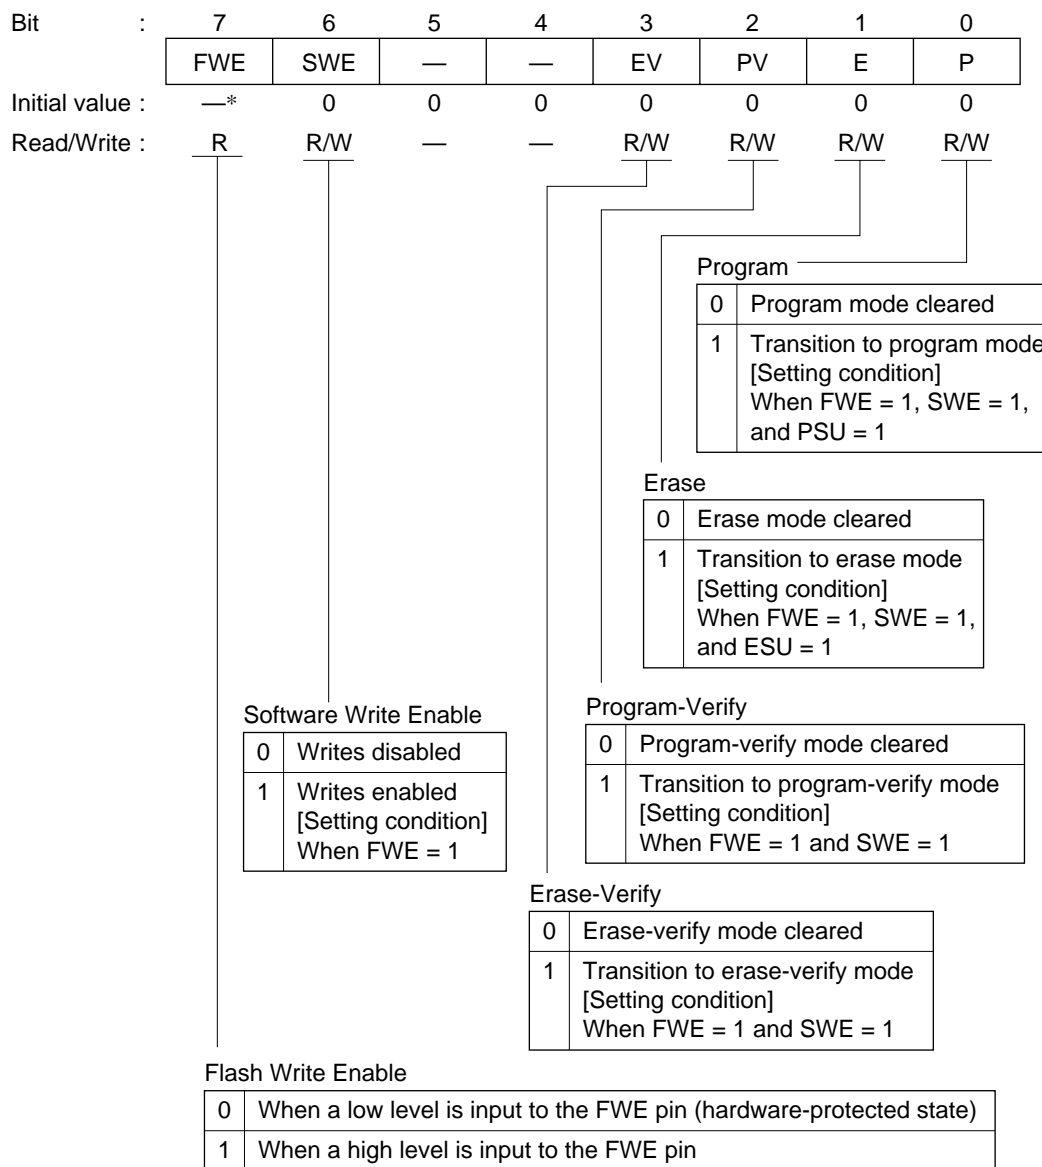 Bit : 7 6 5 4 3 2 1 0
FWE SWE — — EV PV E P
Initial value : —* 0 0 0 0 0 0 0
Read/Write : R R/W — — R/W R/W R/W R/W
Program
0 Program mode cleared
1 Transition to program mode
[Setting condition]
When FWE = 1, SWE = 1,
and PSU = 1
Erase
0 Erase mode cleared
1 Transition to erase mode
[Setting condition]
When FWE = 1, SWE = 1,
and ESU = 1
Program-Verify
0 Program-verify mode cleared
1 Transition to program-verify mode
[Setting condition]
When FWE = 1 and SWE = 1
Software Write Enable
0 Writes disabled
1 Writes enabled
[Setting condition]
When FWE = 1
Erase-Verify
0 Erase-verify mode cleared
1 Transition to erase-verify mode
[Setting condition]
When FWE = 1 and SWE = 1
Flash Write Enable
0 When a low level is input to the FWE pin (hardware-protected state)
1 When a high level is input to the FWE pin